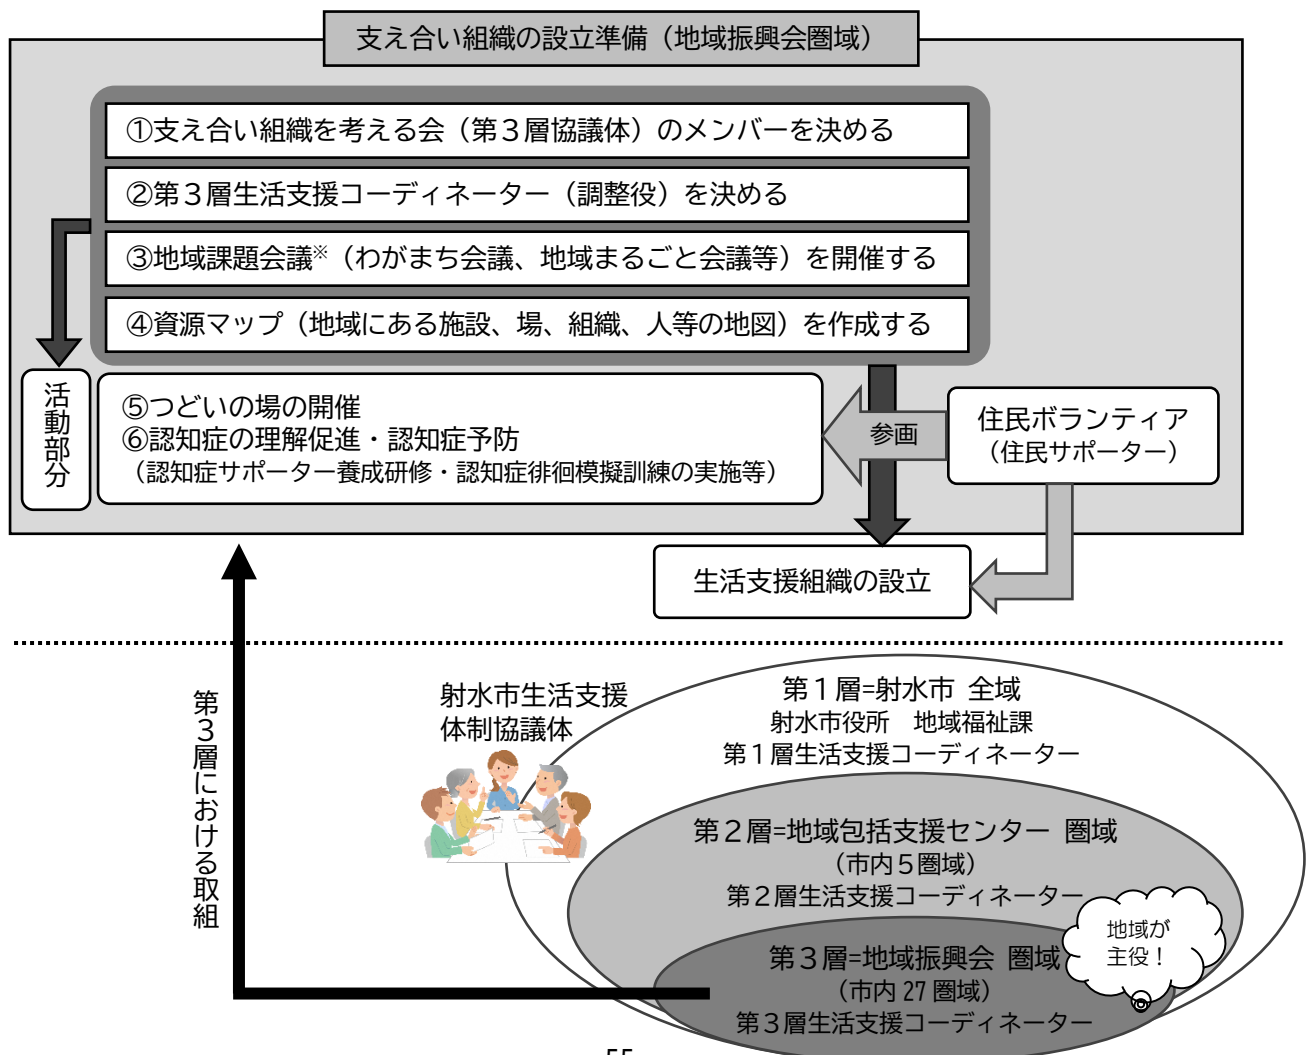 支え合い組織の設立準備（地域振興会圏域）
①支え合い組織を考える会（第３層協議体）のメンバーを決める
②第３層生活支援コーディネーター（調整役）を決める
③地域課題会議※（わがまち会議、地域まるごと会議等）を開催する
④資源マップ（地域にある施設、場、組織、人等の地図）を作成する
活動部分
⑤つどいの場の開催
⑥認知症の理解促進・認知症予防
（認知症サポーター養成研修・認知症徘徊模擬訓練の実施等）
参画
住民ボランティア
（住民サポーター）
生活支援組織の設立
第３層における取組
射水市生活支援
体制協議体
第１層=射水市 全域
射水市役所　地域福祉課
第１層生活支援コーディネーター
第２層=地域包括支援センター 圏域
（市内５圏域）
第２層生活支援コーディネーター
地域が
主役！
第３層=地域振興会 圏域
（市内 27 圏域）
第３層生活支援コーディネーター
55